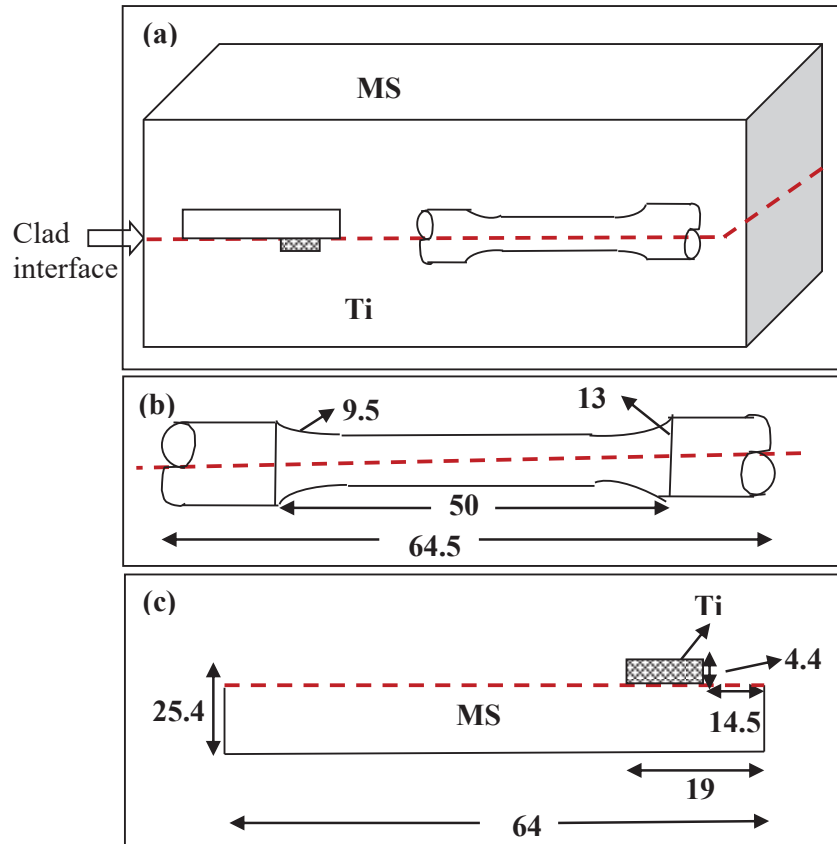 (a)
MS
Clad
interface
Ti
(b)
9.5
13
50
64.5
(c)
Ti
4.4
25.4
MS
14.5
19
64